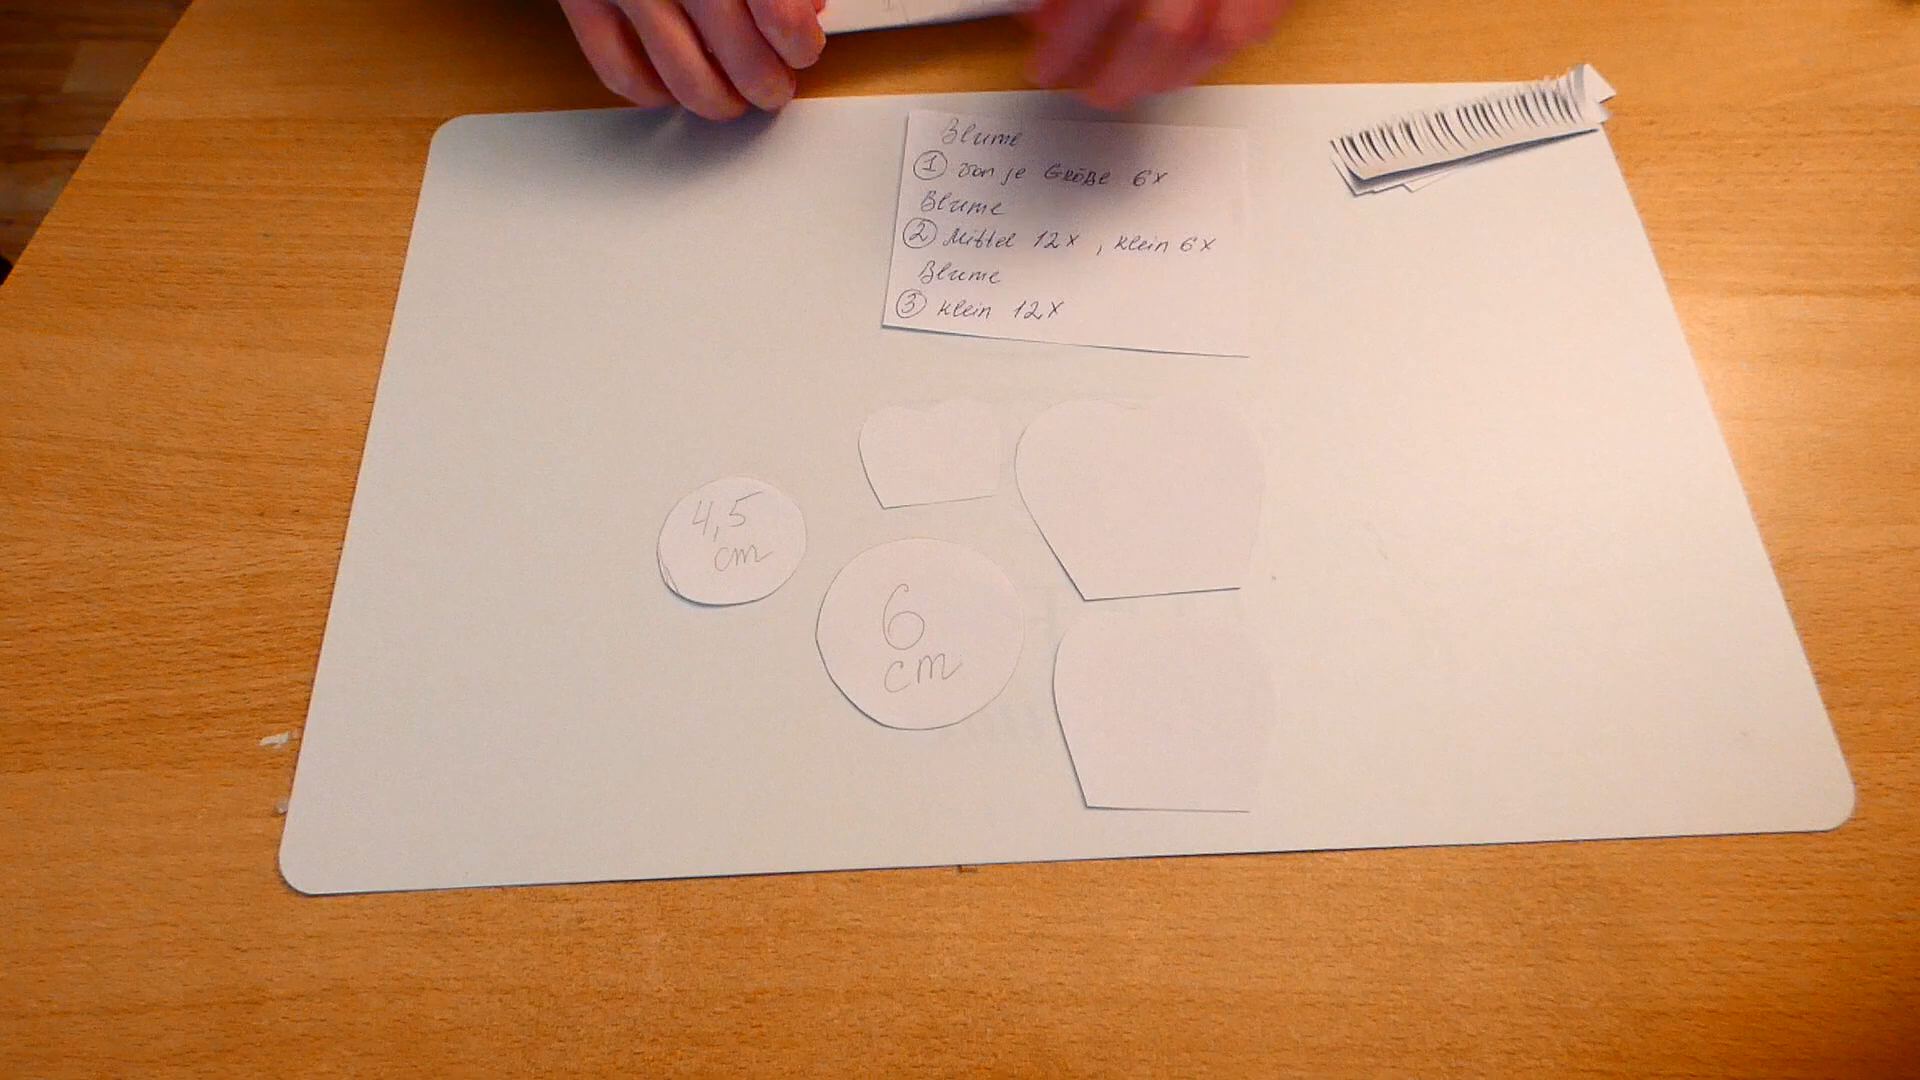 Blume
① von je Größe 6x
Blume
② Mittel 12x, klein 6x
Blume
③ klein 12x
4,5
cm
6
cm